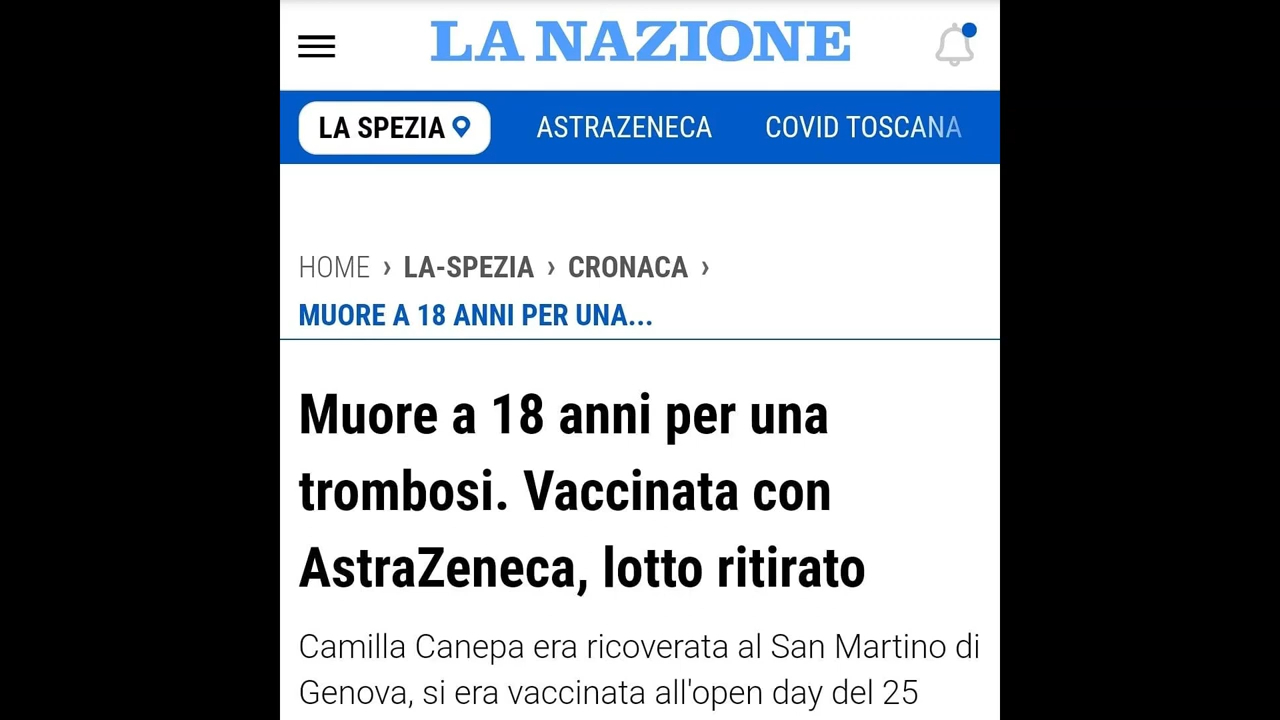 LA NAZIONE
LA SPEZIA ASTRAZENECA COVID TOSCANA
HOME › LA-SPEZIA › CRONACA ›
MUORE A 18 ANNI PER UNA...
Muore a 18 anni per una
trombosi. Vaccinata con
AstraZeneca, lotto ritirato
Camilla Canepa era ricoverata al San Martino di
Genova, si era vaccinata all'open day del 25